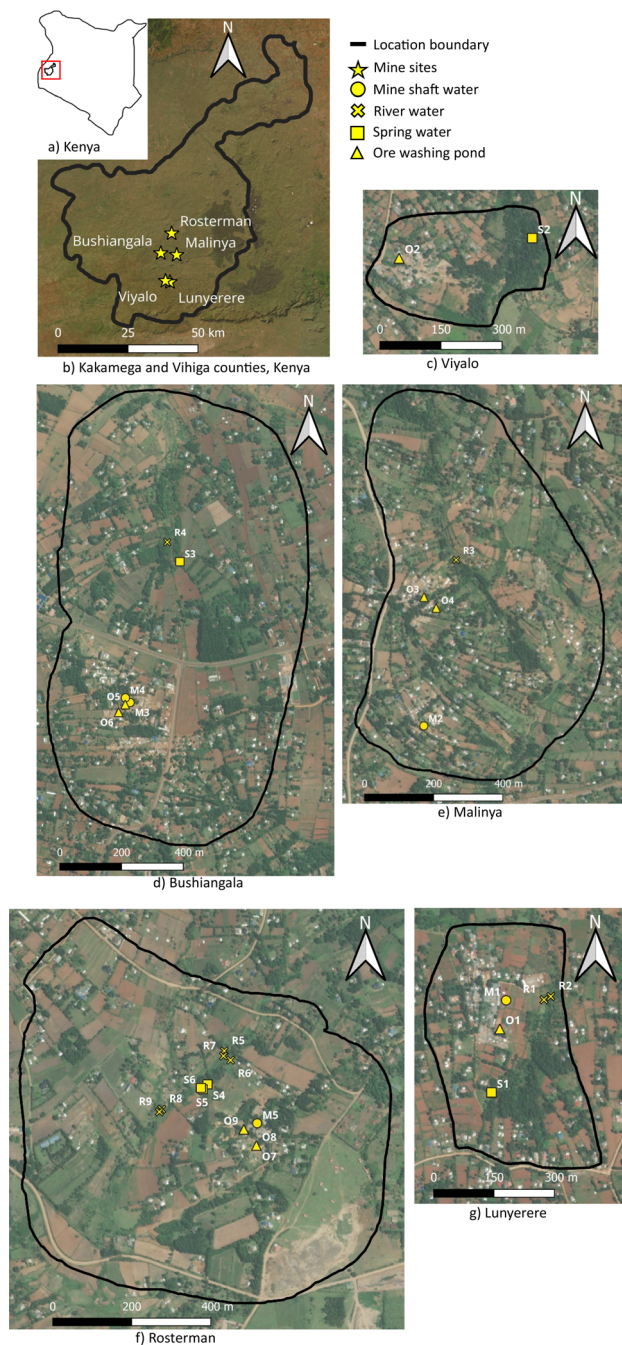 a) Kenya
N
Rosterman
Bushiangala
Malinya
Viyalo
Lunyerere
0 25 50 km
b) Kakamega and Vihiga counties, Kenya
Location boundary
Mine sites
Mine shaft water
River water
Spring water
Ore washing pond
N
S2
O2
0 150 300 m
c) Viyalo
N
R4
S3
M4
O5
M3
O6
0 200 400 m
d) Bushiangala
N
R3
O3
O4
M2
0 200 400 m
e) Malinya
N
R5
R7
R6
S6
S4
S5
R8
R9
M5
O9
O8
O7
0 200 400 m
f) Rosterman
N
R2
R1
M1
O1
S1
0 150 300 m
g) Lunyerere